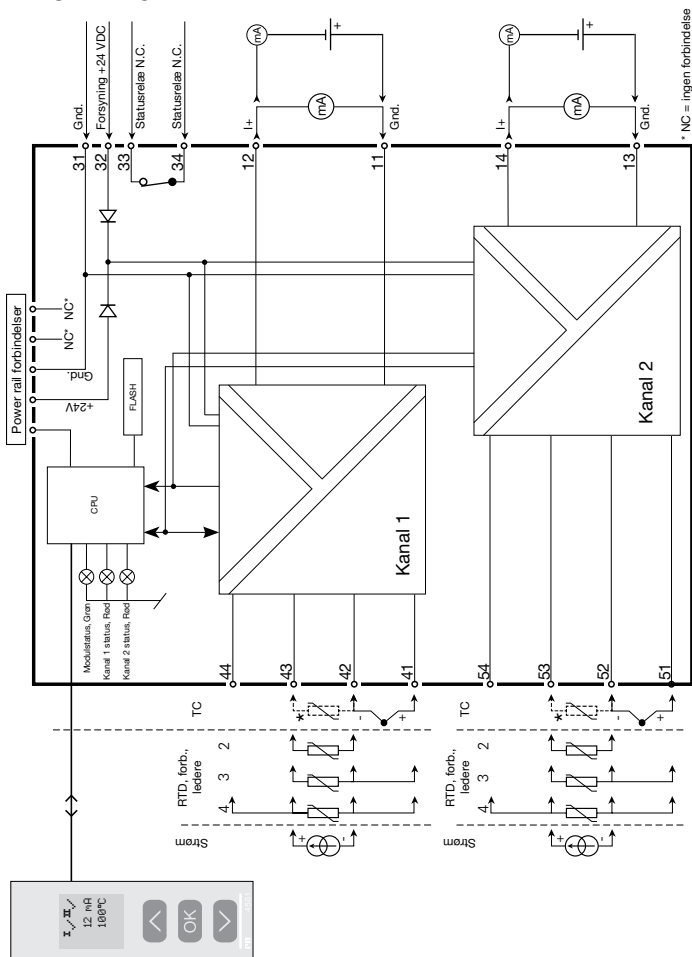 Power rail forbindelser
+24V
Gnd.
NC*
NC*
CPU
FLASH
Modulstatus, Grøn
Kanal 1 status, Rød
Kanal 2 status, Rød
31
Gnd.
32
Forsyning +24 VDC
33
Statusrelæ N.C.
34
Statusrelæ N.C.
12
I+
mA
mA
+
11
Gnd.
14
I+
mA
mA
+
13
Gnd.
* NC = ingen forbindelse
Kanal 1
Kanal 2
44
43
42
41
54
53
52
51
TC
*
-
+
RTD, forb.,
ledere
2
3
4
Strøm
+
-
TC
*
-
+
RTD, forb.,
ledere
2
3
4
Strøm
+
-
I II
12 mA
100°C
OK